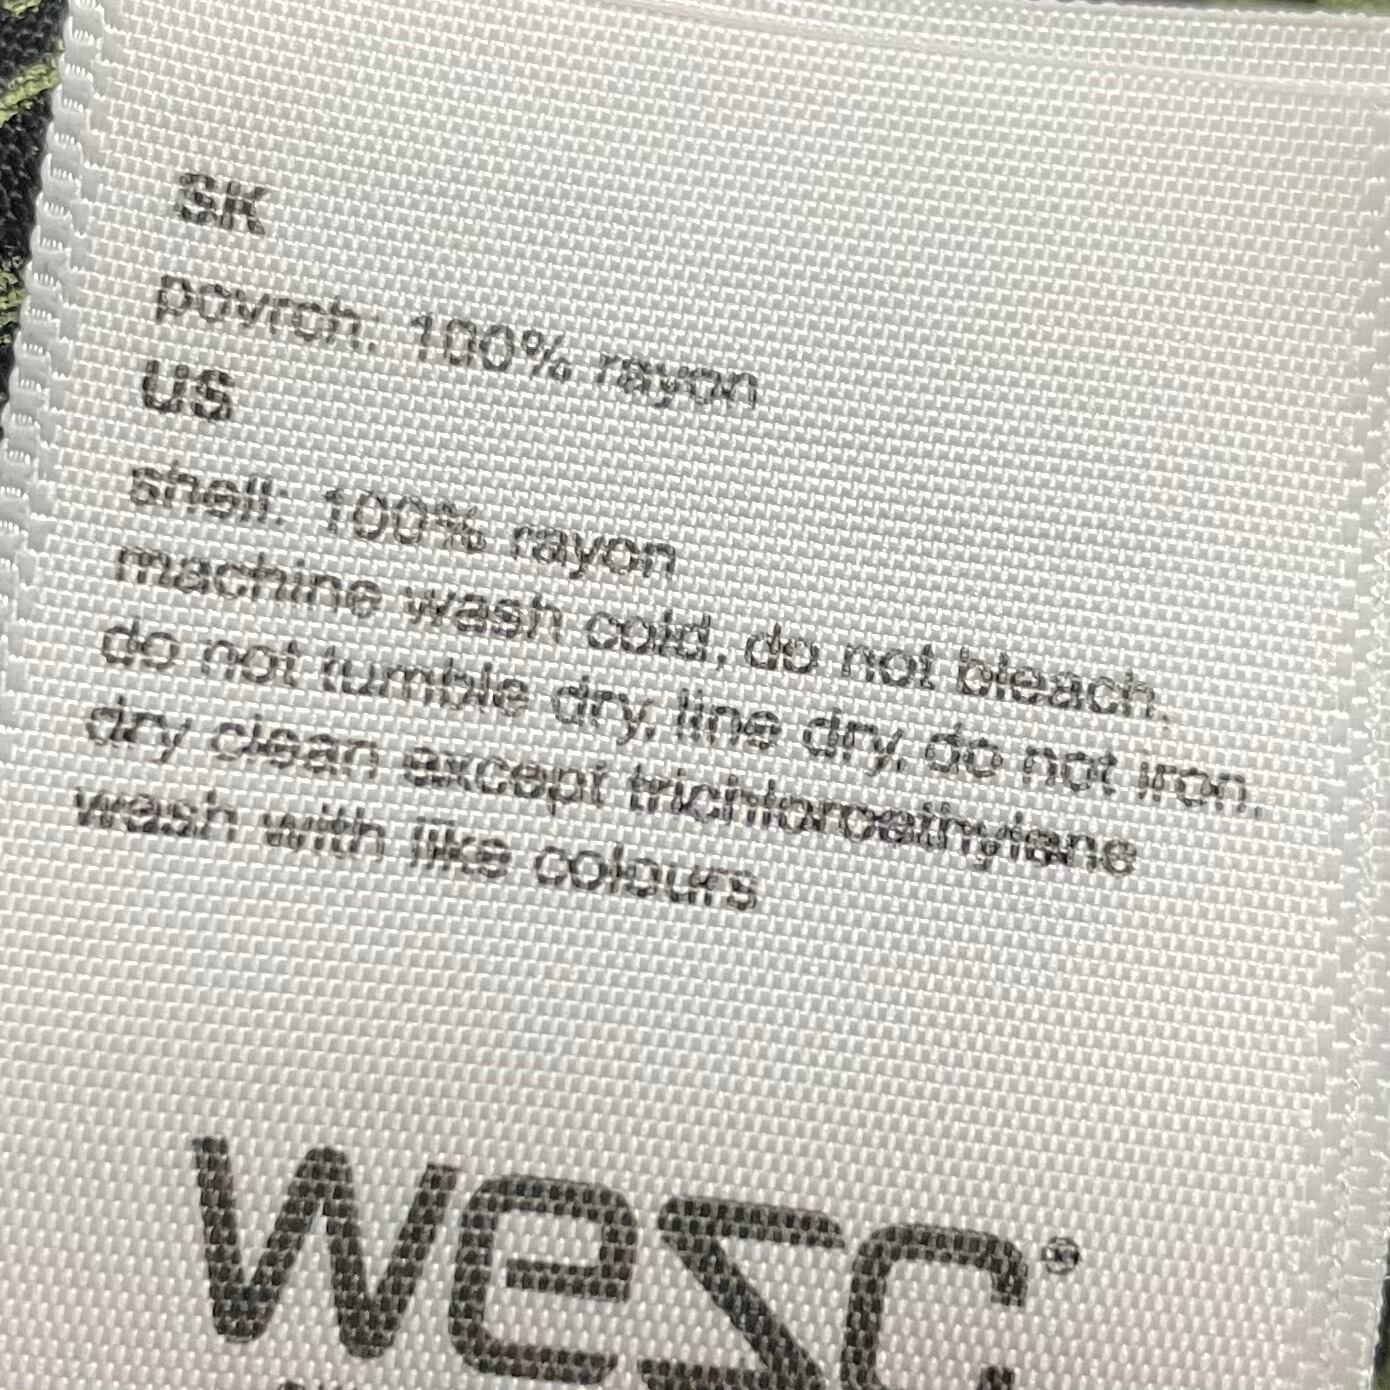 SK
povrch: 100% rayon
US
shell: 100% rayon
machine wash cold, do not bleach.
do not tumble dry, line dry, do not iron.
dry clean except trichloroethylene
wash with like colours
wesc®